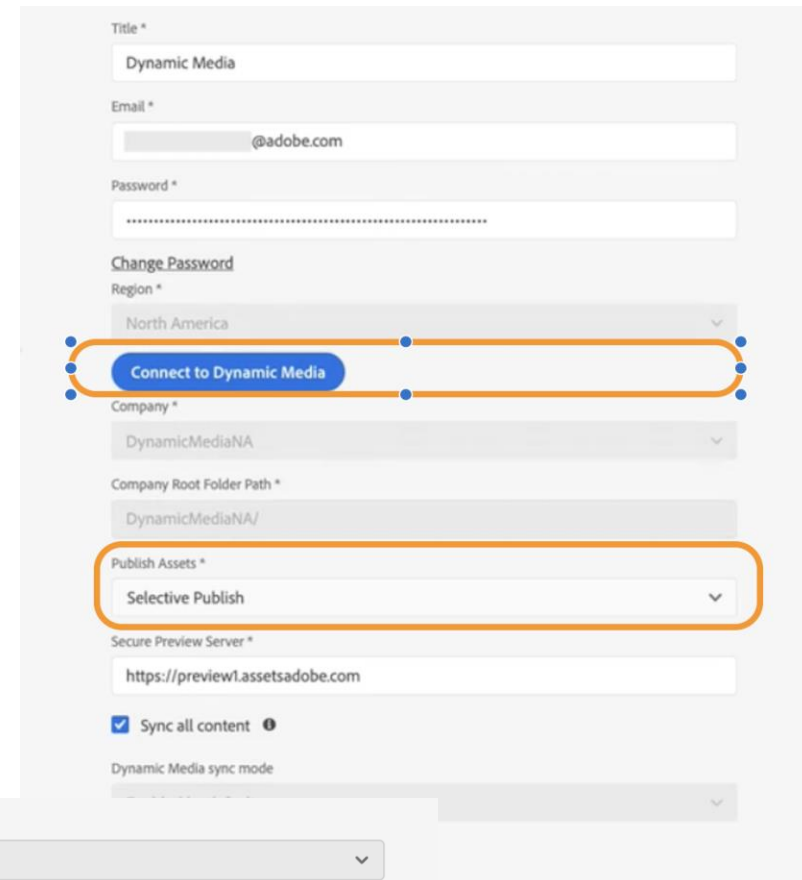 Title *
Dynamic Media
Email *
@adobe.com
Password *
Change Password
Region *
North America
Connect to Dynamic Media
Company *
DynamicMediaNA
Company Root Folder Path *
DynamicMediaNA/
Publish Assets *
Selective Publish
Secure Preview Server *
https://preview1.assetsadobe.com
Sync all content
Dynamic Media sync mode